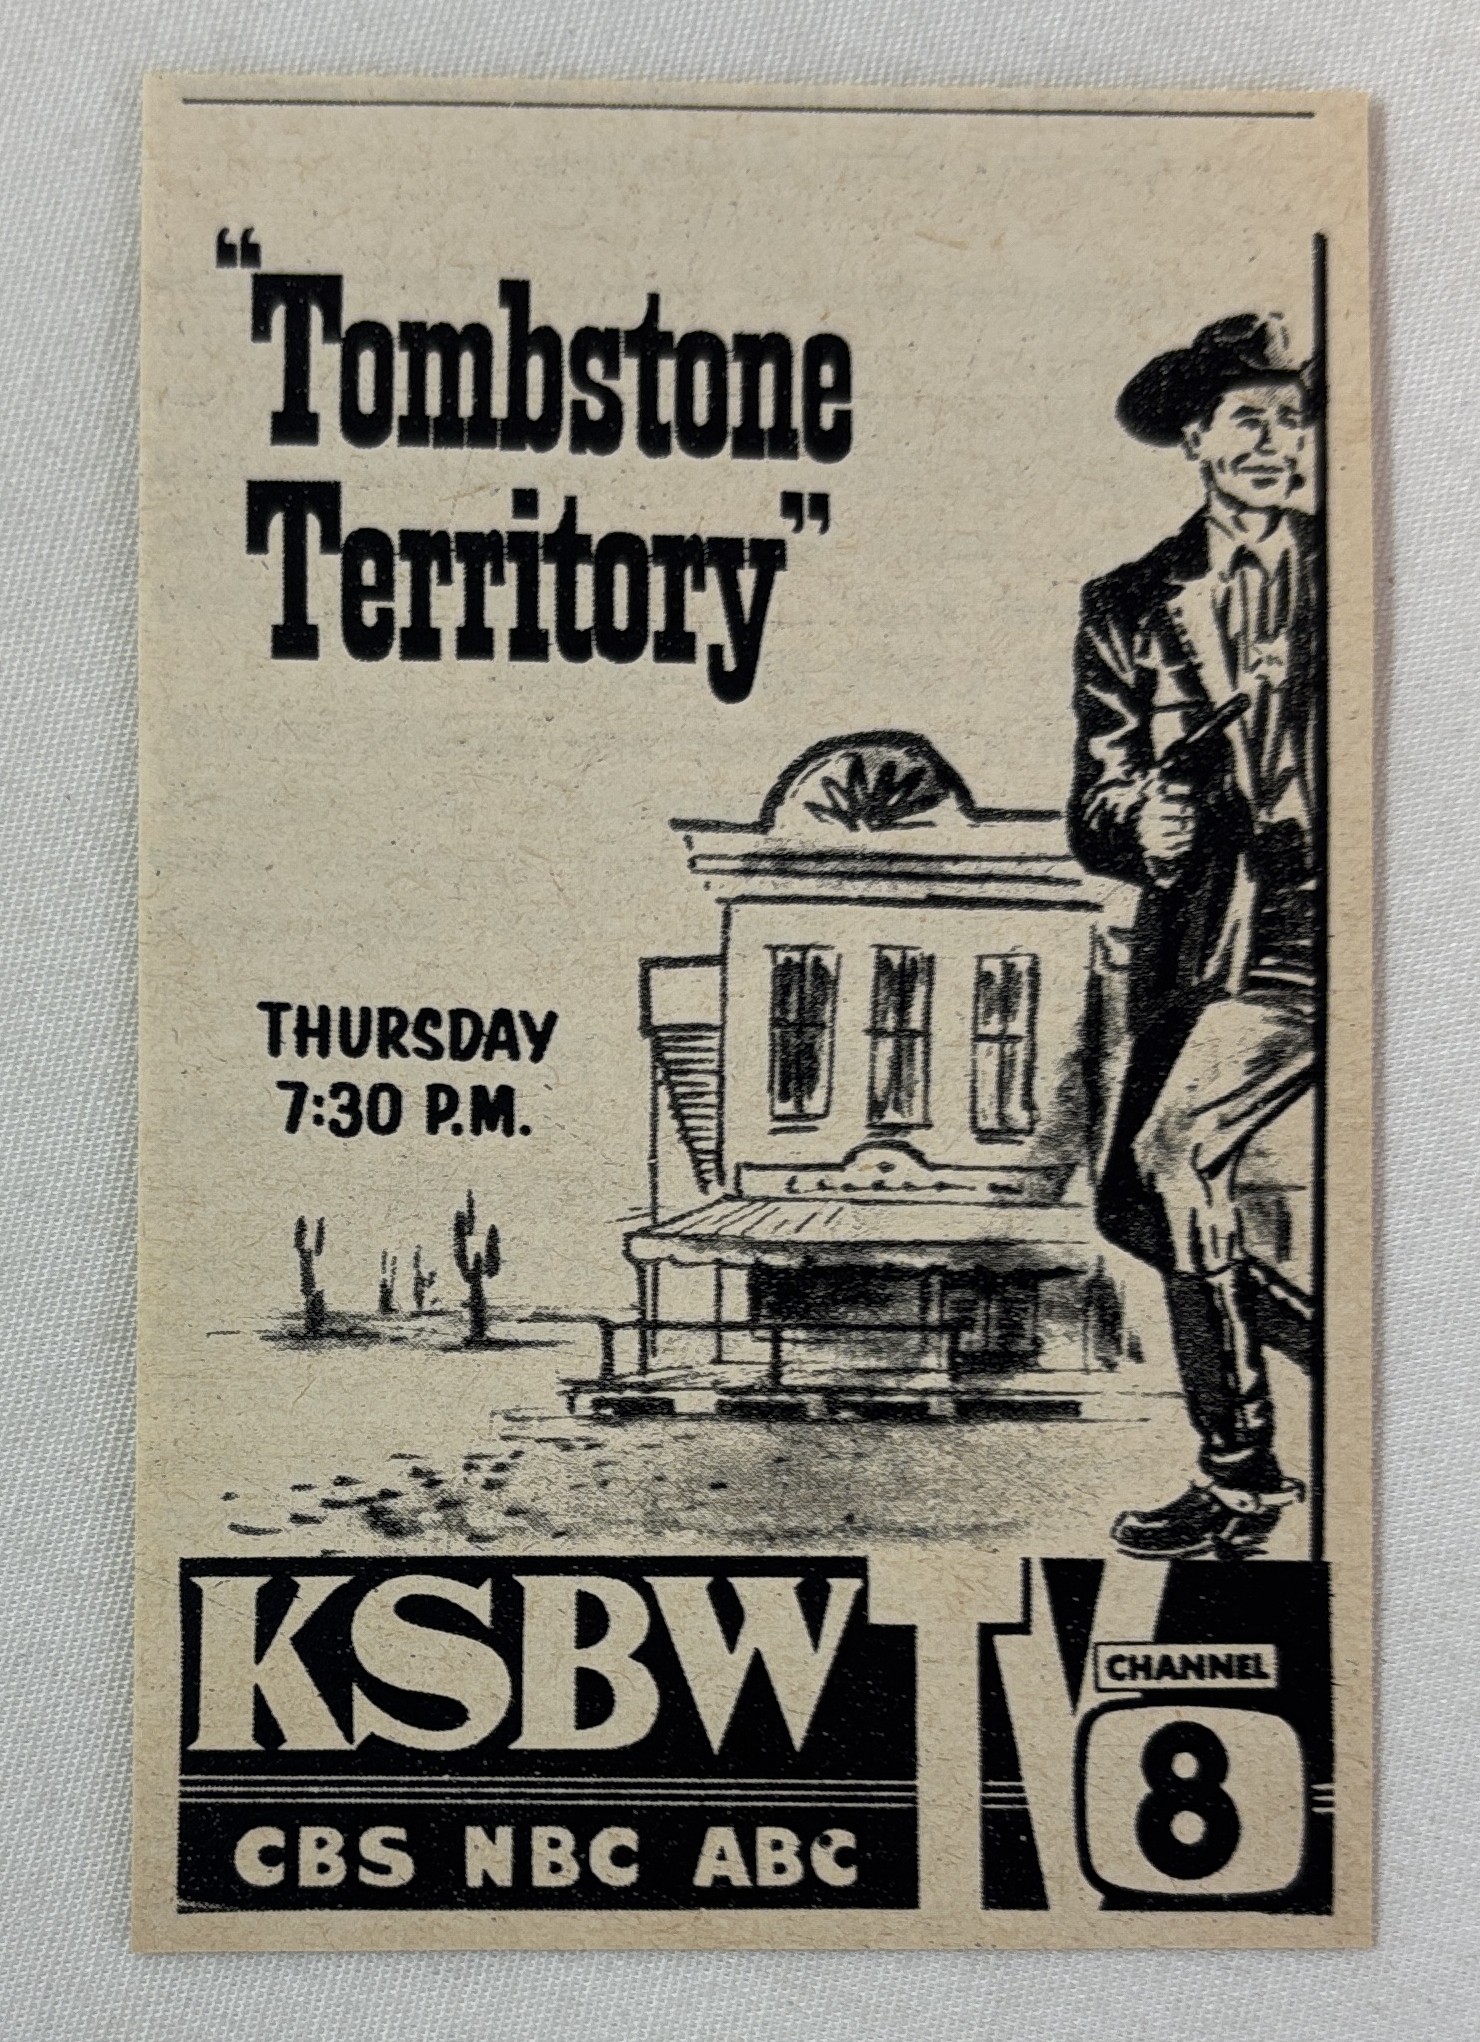 “Tombstone
Territory”
THURSDAY
7:30 P.M.
KSBW TV
CHANNEL
8
CBS NBC ABC